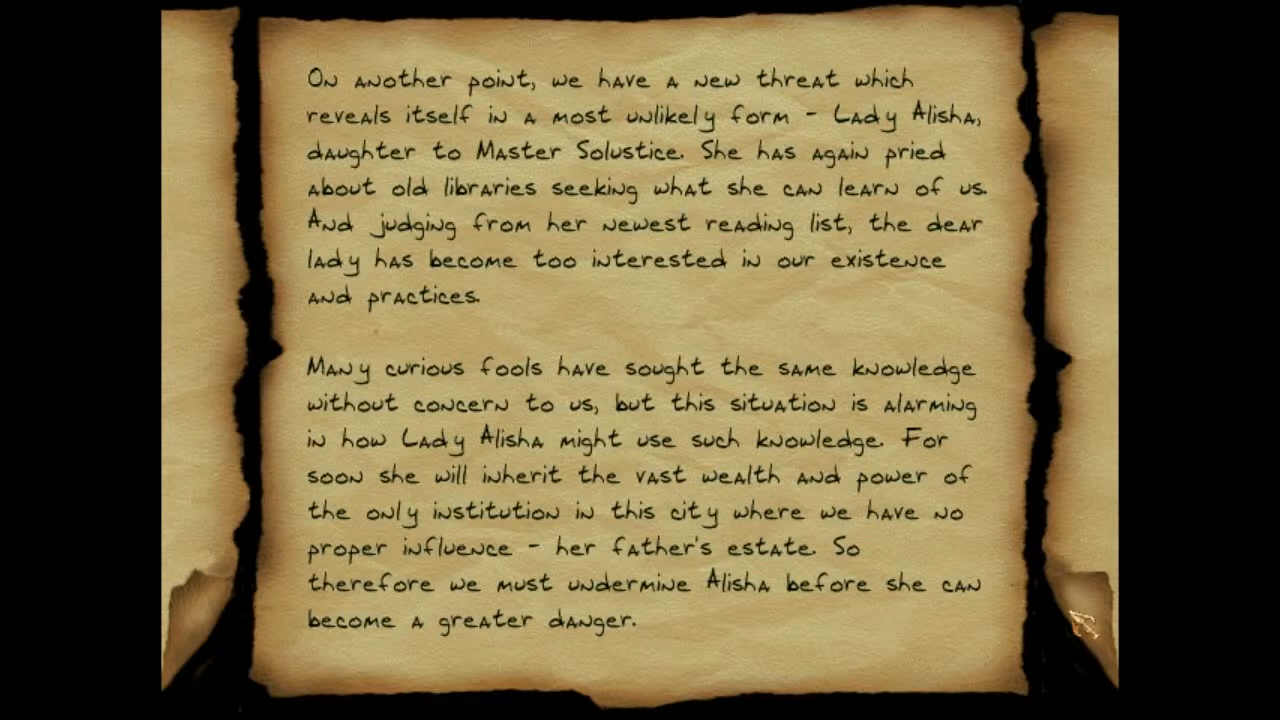 On another point, we have a new threat which
reveals itself in a most unlikely form - Lady Alisha,
daughter to Master Solustice. She has again pried
about old libraries seeking what she can learn of us.
And judging from her newest reading list, the dear
lady has become too interested in our existence
and practices.
Many curious fools have sought the same knowledge
without concern to us, but this situation is alarming
in how Lady Alisha might use such knowledge. For
soon she will inherit the vast wealth and power of
the only institution in this city where we have no
proper influence - her father's estate. So
therefore we must undermine Alisha before she can
become a greater danger.